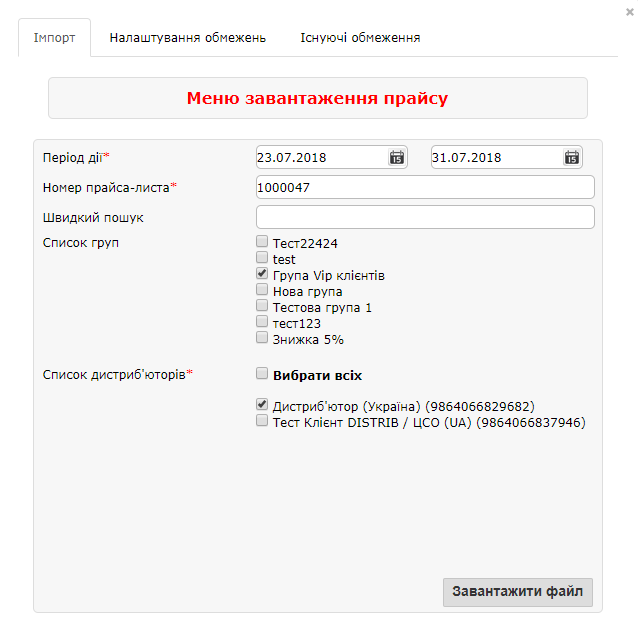 Імпорт Налаштування обмежень Існуючі обмеження
Меню завантаження прайсу
Період дії* 23.07.2018 15 31.07.2018 15
Номер прайса-листа* 1000047
Швидкий пошук
Список груп Тест22424
test
Група Vip клієнтів
Нова група
Тестова група 1
тест123
Знижка 5%
Список дистриб'юторів* Вибрати всіх
Дистриб'ютор (Україна) (9864066829682)
Тест Клієнт DISTRIB / ЦСО (UA) (9864066837946)
Завантажити файл